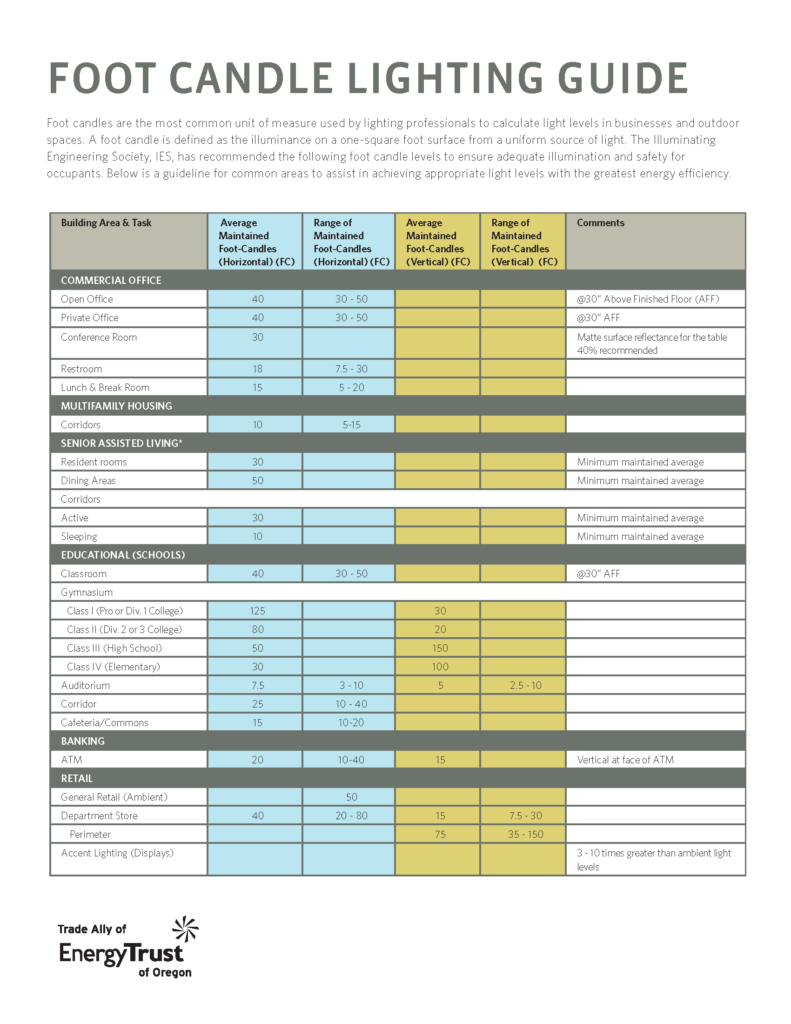 FOOT CANDLE LIGHTING GUIDE
Foot candles are the most common unit of measure used by lighting professionals to calculate light levels in businesses and outdoor
spaces. A foot candle is defined as the illuminance on a one-square foot surface from a uniform source of light. The Illuminating
Engineering Society, IES, has recommended the following foot candle levels to ensure adequate illumination and safety for
occupants. Below is a guideline for common areas to assist in achieving appropriate light levels with the greatest energy efficiency.
Building Area & Task Average Maintained Foot-Candles (Horizontal) (FC) Range of Maintained Foot-Candles (Horizontal) (FC) Average Maintained Foot-Candles (Vertical) (FC) Range of Maintained Foot-Candles (Vertical) (FC) Comments
COMMERCIAL OFFICE
Open Office 40 30 - 50 @30" Above Finished Floor (AFF)
Private Office 40 30 - 50 @30" AFF
Conference Room 30 Matte surface reflectance for the table
40% recommended
Restroom 18 7.5 - 30
Lunch & Break Room 15 5 - 20
MULTIFAMILY HOUSING
Corridors 10 5-15
SENIOR ASSISTED LIVING*
Resident rooms 30 Minimum maintained average
Dining Areas 50 Minimum maintained average
Corridors
Active 30 Minimum maintained average
Sleeping 10 Minimum maintained average
EDUCATIONAL (SCHOOLS)
Classroom 40 30 - 50 @30" AFF
Gymnasium
Class I (Pro or Div. 1 College) 125 30
Class II (Div. 2 or 3 College) 80 20
Class III (High School) 50 150
Class IV (Elementary) 30 100
Auditorium 7.5 3 - 10 5 2.5 - 10
Corridor 25 10 - 40
Cafeteria/Commons 15 10-20
BANKING
ATM 20 10-40 15 Vertical at face of ATM
RETAIL
General Retail (Ambient) 50
Department Store 40 20 - 80 15 7.5 - 30
Perimeter 75 35 - 150
Accent Lighting (Displays) 3 - 10 times greater than ambient light
levels
Trade Ally of
EnergyTrust
of Oregon